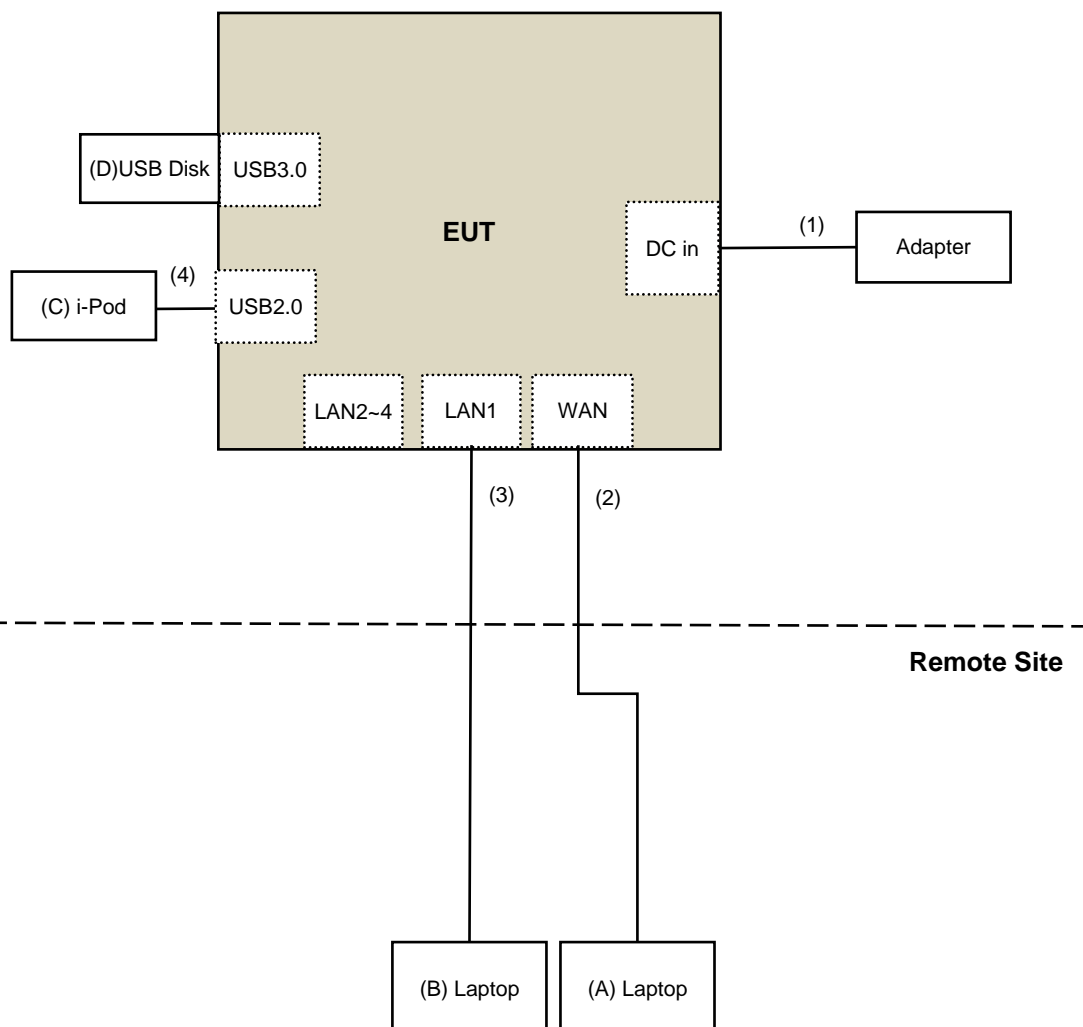 (D)USB Disk
USB3.0
EUT
(1)
DC in
Adapter
(4)
(C) i-Pod
USB2.0
LAN2~4
LAN1
WAN
(3)
(2)
Remote Site
(B) Laptop
(A) Laptop